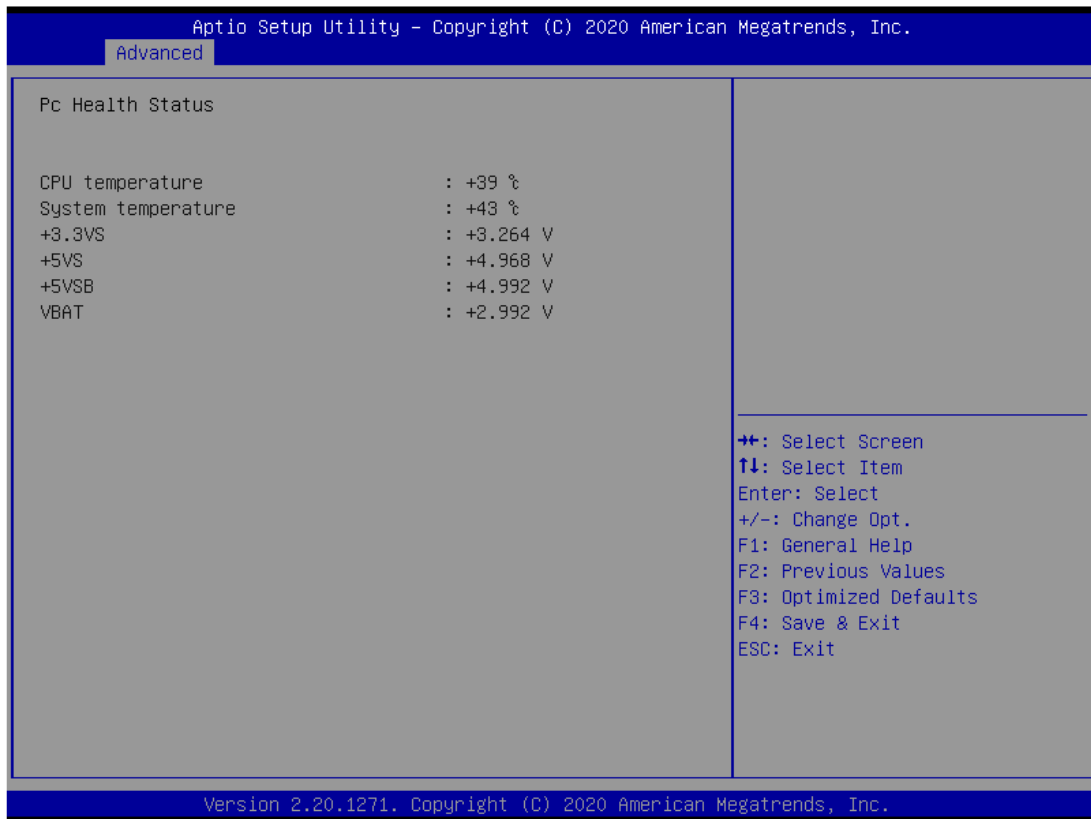 Aptio Setup Utility – Copyright (C) 2020 American Megatrends, Inc.
Advanced
Pc Health Status
CPU temperature : +39 ℃
System temperature : +43 ℃
+3.3VS : +3.264 V
+5VS : +4.968 V
+5VSB : +4.992 V
VBAT : +2.992 V
→←: Select Screen
↑↓: Select Item
Enter: Select
+/-: Change Opt.
F1: General Help
F2: Previous Values
F3: Optimized Defaults
F4: Save & Exit
ESC: Exit
Version 2.20.1271. Copyright (C) 2020 American Megatrends, Inc.